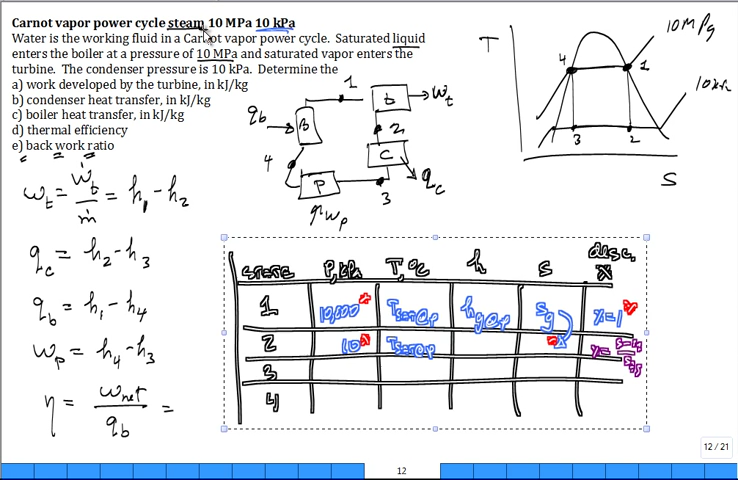 Carnot vapor power cycle steam 10 MPa 10 kPa
Water is the working fluid in a Carnot vapor power cycle. Saturated liquid
enters the boiler at a pressure of 10 MPa and saturated vapor enters the
turbine. The condenser pressure is 10 kPa. Determine the
a) work developed by the turbine, in kJ/kg
b) condenser heat transfer, in kJ/kg
c) boiler heat transfer, in kJ/kg
d) thermal efficiency
e) back work ratio
1
t → Wt
qb → B
2
4
C
P
3
qc
wp
T
10MPa
4 1
10kPa
3 2
S
wt = Ẇt/ṁ = h1 - h2
qc = h2 - h3
qb = h1 - h4
wp = h4 - h3
η = wnet/qb =
STATE P, kPa T, °C h s desc. x
1 10,000* Tsat@p hg@p sg x=1*
2 10* Tsat@p
3
4
12 / 21
12